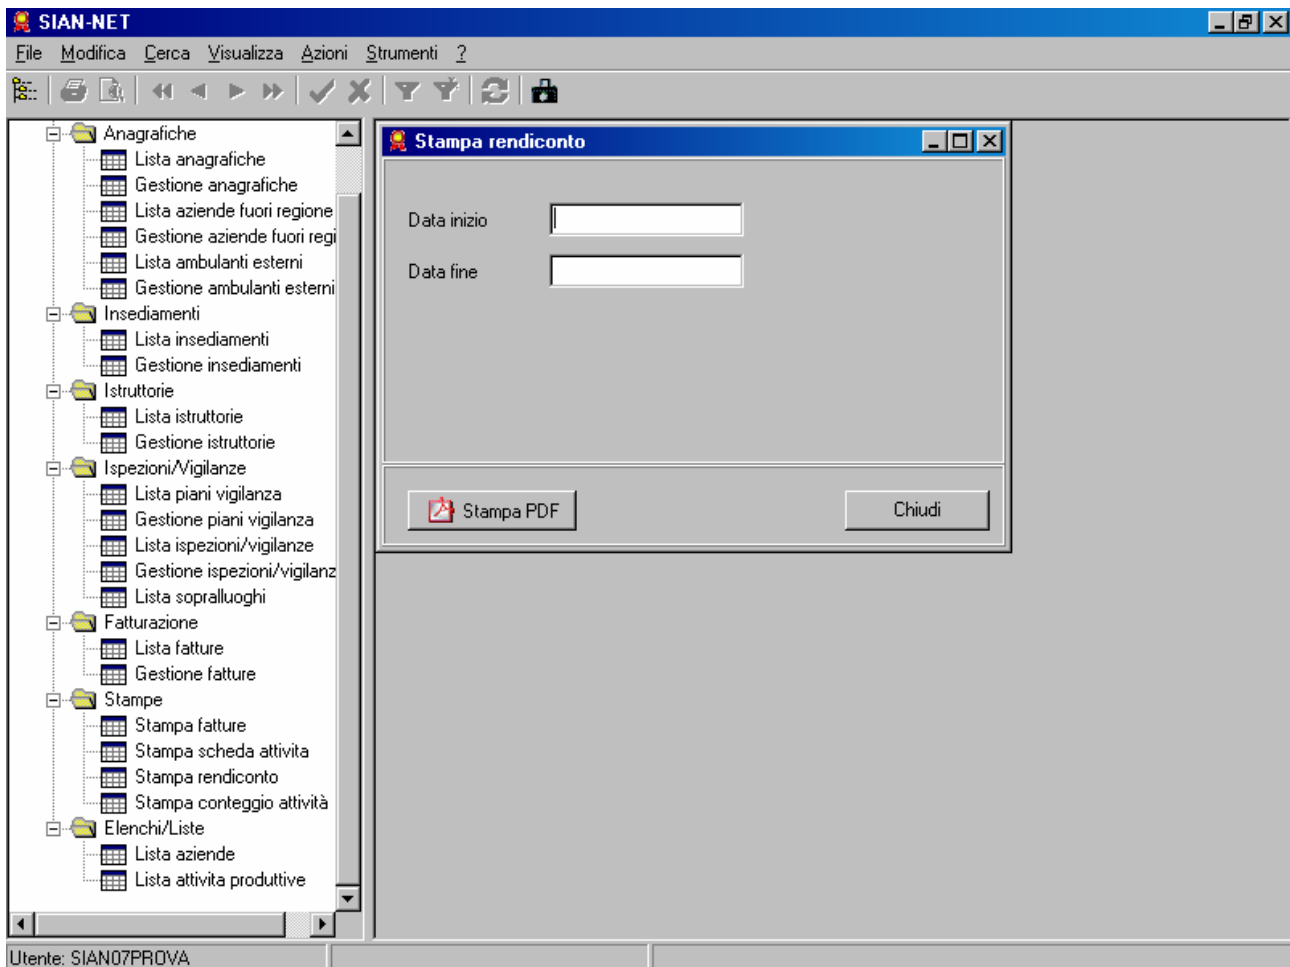 SIAN-NET
File Modifica Cerca Visualizza Azioni Strumenti ?
Anagrafiche
Lista anagrafiche
Gestione anagrafiche
Lista aziende fuori regione
Gestione aziende fuori regi
Lista ambulanti esterni
Gestione ambulanti esterni
Insediamenti
Lista insediamenti
Gestione insediamenti
Istruttorie
Lista istruttorie
Gestione istruttorie
Ispezioni/Vigilanze
Lista piani vigilanza
Gestione piani vigilanza
Lista ispezioni/vigilanze
Gestione ispezioni/vigilanz
Lista sopralluoghi
Fatturazione
Lista fatture
Gestione fatture
Stampe
Stampa fatture
Stampa scheda attivita
Stampa rendiconto
Stampa conteggio attività
Elenchi/Liste
Lista aziende
Lista attivita produttive
Stampa rendiconto
Data inizio
Data fine
Stampa PDF
Chiudi
Utente: SIAN07PROVA